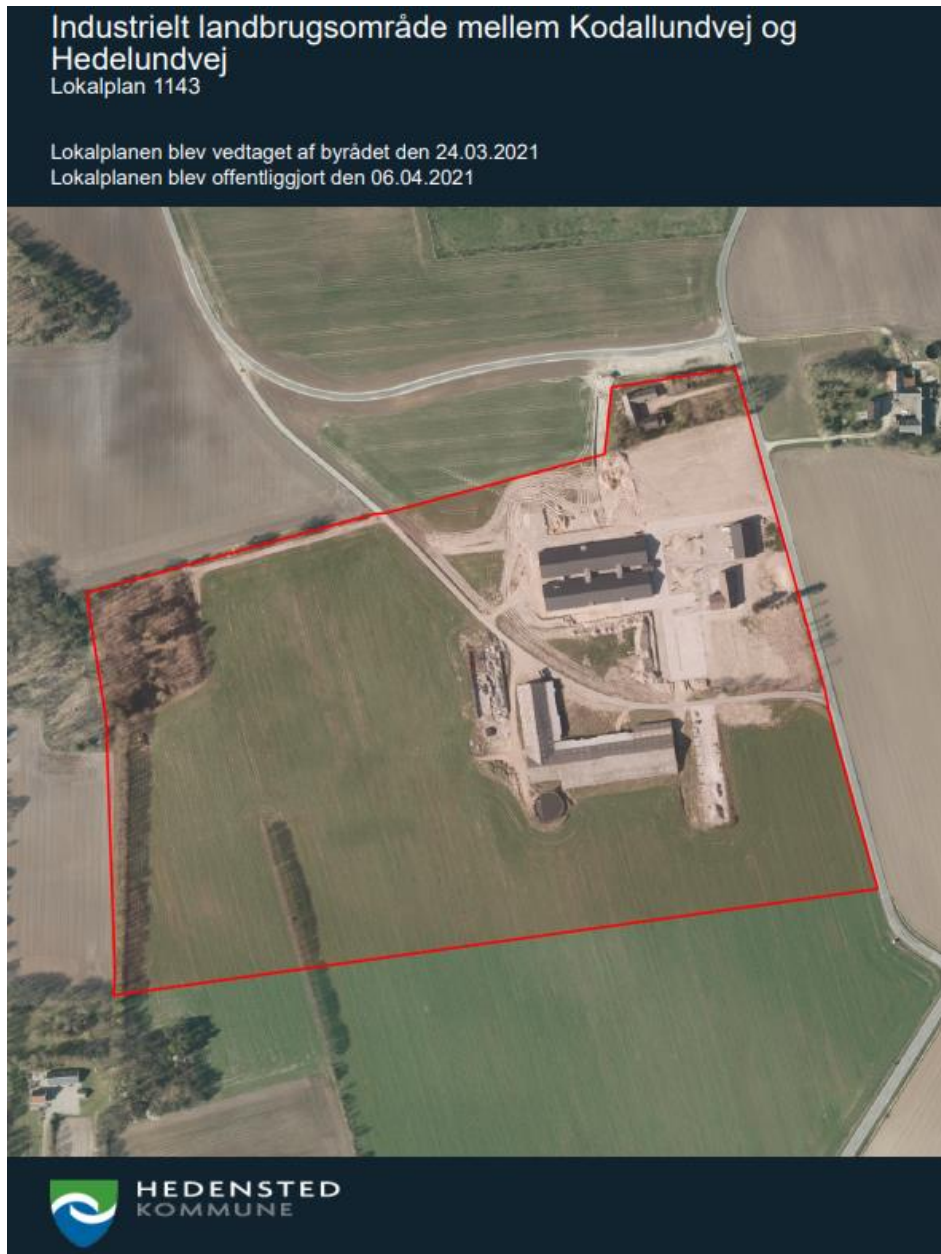 Industrielt landbrugsområde mellem Kodallundvej og
Hedelundvej
Lokalplan 1143
Lokalplanen blev vedtaget af byrådet den 24.03.2021
Lokalplanen blev offentliggjort den 06.04.2021
HEDENSTED
KOMMUNE